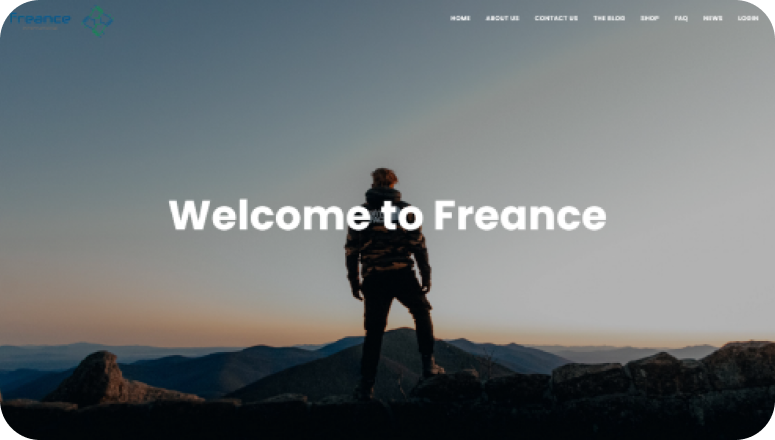 freance
HOME ABOUT US CONTACT US THE BLOG SHOP FAQ NEWS LOGIN
Welcome to Freance